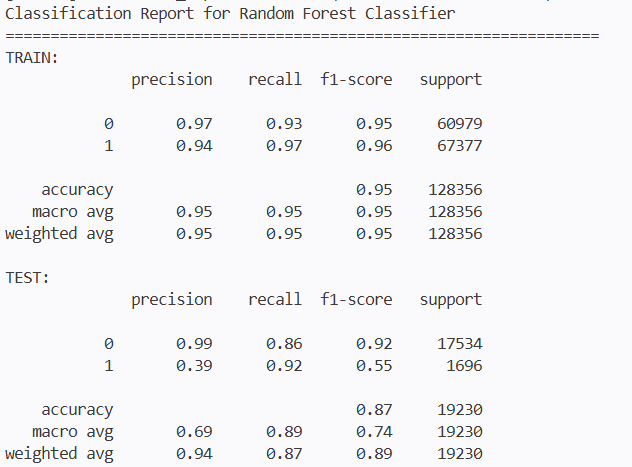 Classification Report for Random Forest Classifier
==================================================================
TRAIN:
precision recall f1-score support
0 0.97 0.93 0.95 60979
1 0.94 0.97 0.96 67377
accuracy 0.95 128356
macro avg 0.95 0.95 0.95 128356
weighted avg 0.95 0.95 0.95 128356
TEST:
precision recall f1-score support
0 0.99 0.86 0.92 17534
1 0.39 0.92 0.55 1696
accuracy 0.87 19230
macro avg 0.69 0.89 0.74 19230
weighted avg 0.94 0.87 0.89 19230